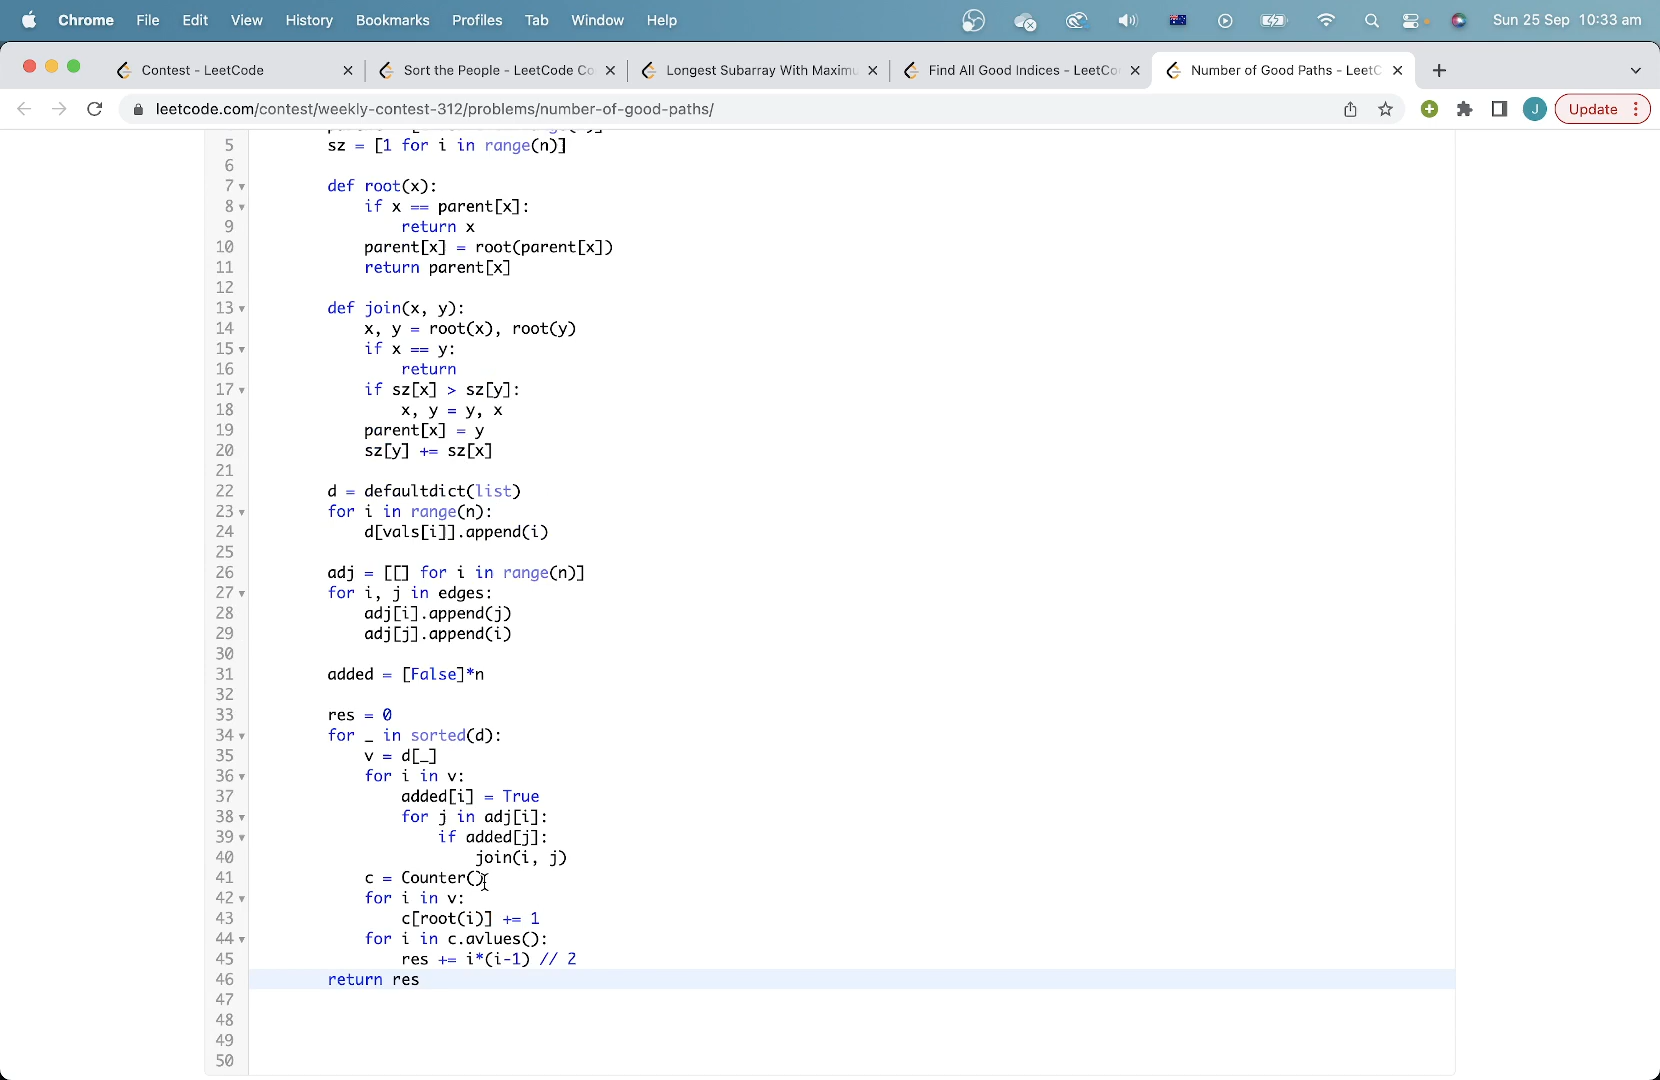 Chrome File Edit View History Bookmarks Profiles Tab Window Help Sun 25 Sep 10:33 am
Contest - LeetCode Sort the People - LeetCode Co Longest Subarray With Maxim Find All Good Indices - LeetCo Number of Good Paths - LeetC
leetcode.com/contest/weekly-contest-312/problems/number-of-good-paths/ J Update
5 sz = [1 for i in range(n)]
6
7 def root(x):
8 if x == parent[x]:
9 return x
10 parent[x] = root(parent[x])
11 return parent[x]
12
13 def join(x, y):
14 x, y = root(x), root(y)
15 if x == y:
16 return
17 if sz[x] > sz[y]:
18 x, y = y, x
19 parent[x] = y
20 sz[y] += sz[x]
21
22 d = defaultdict(list)
23 for i in range(n):
24 d[vals[i]].append(i)
25
26 adj = [[] for i in range(n)]
27 for i, j in edges:
28 adj[i].append(j)
29 adj[j].append(i)
30
31 added = [False]*n
32
33 res = 0
34 for _ in sorted(d):
35 v = d[_]
36 for i in v:
37 added[i] = True
38 for j in adj[i]:
39 if added[j]:
40 join(i, j)
41 c = Counter()
42 for i in v:
43 c[root(i)] += 1
44 for i in c.avlues():
45 res += i*(i-1) // 2
46 return res
47
48
49
50